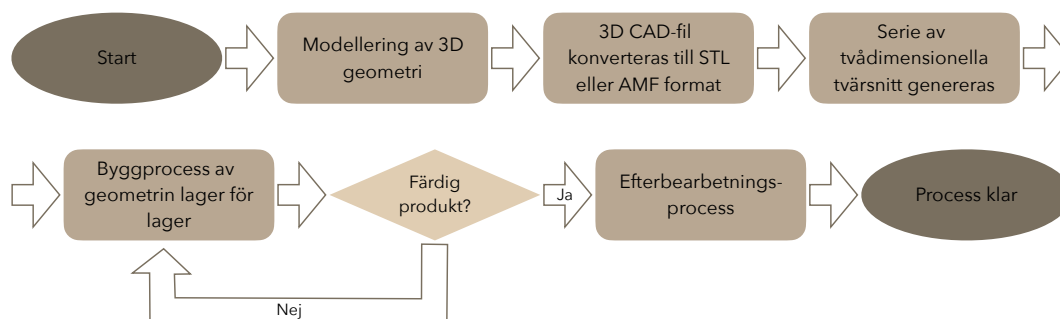 Start
Modellering av 3D
geometri
3D CAD-fil
konverteras till STL
eller AMF format
Serie av
tvådimensionella
tvärsnitt genereras
Byggprocess av
geometrin lager för
lager
Färdig
produkt?
Ja
Efterbearbetnings-
process
Process klar
Nej